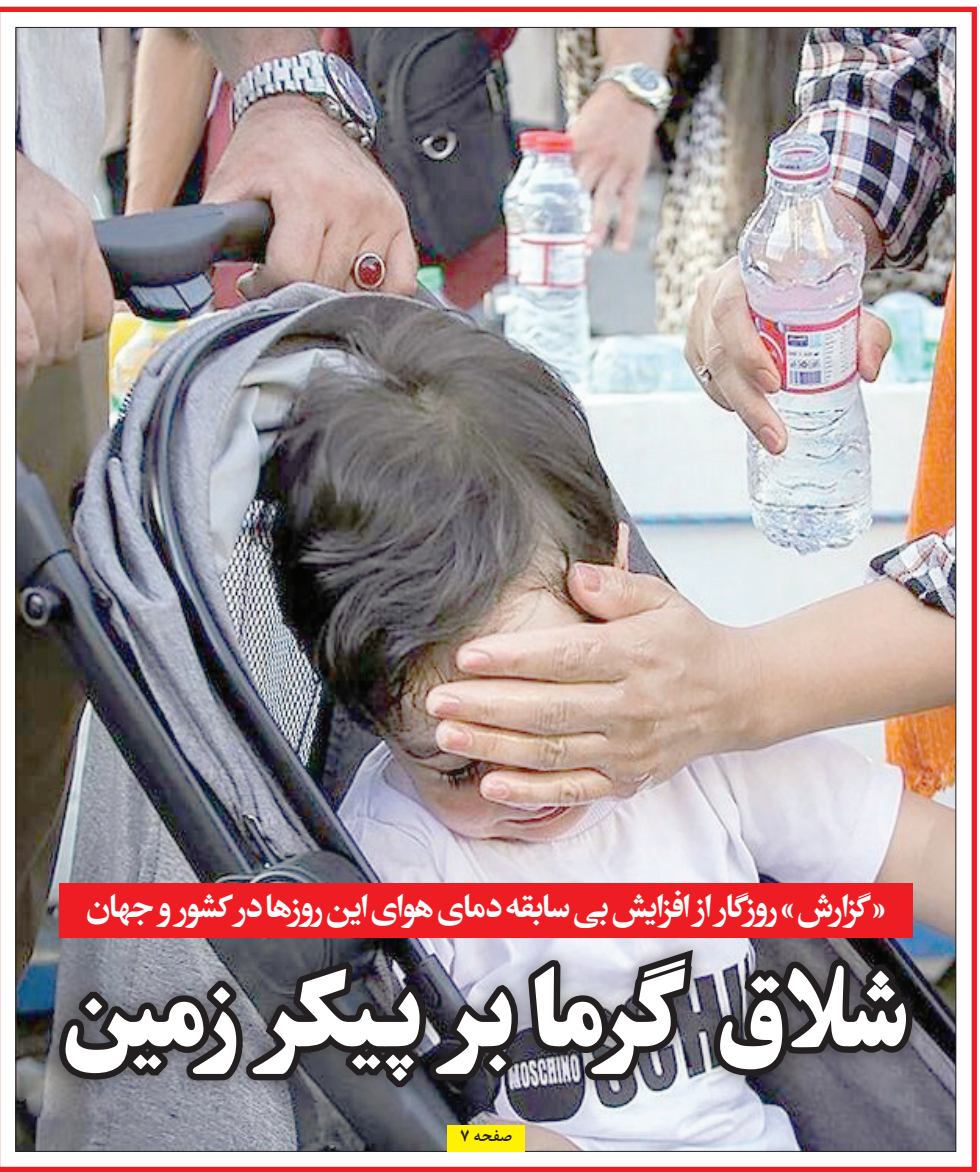 «گزارش» روزگار از افزایش بی سابقه دمای هوای این روزها در کشور و جهان
شلاق گرما بر پیکر زمین
MOSCHINO
صفحه ۷